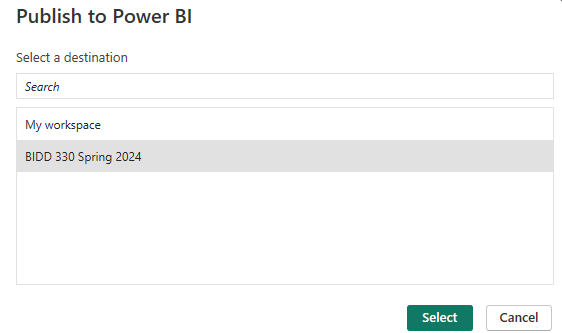 Publish to Power BI
Select a destination
Search
My workspace
BIDD 330 Spring 2024
Select Cancel